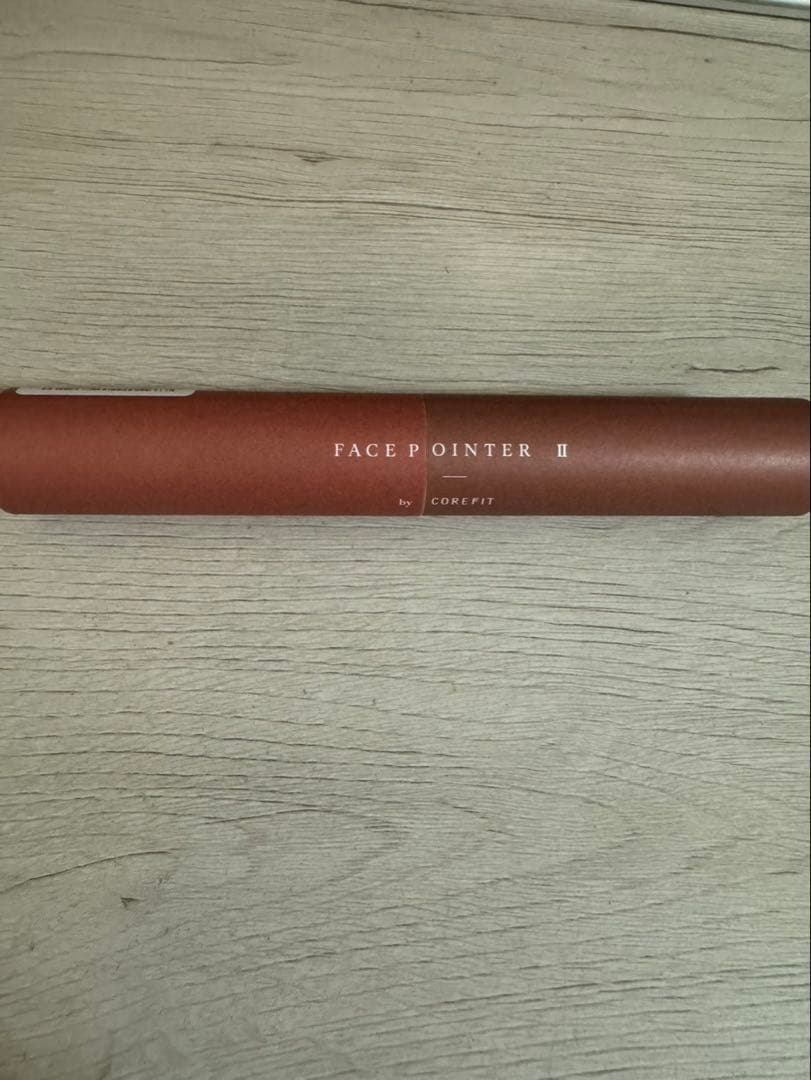 FACE POINTER Ⅱ
by COREFIT